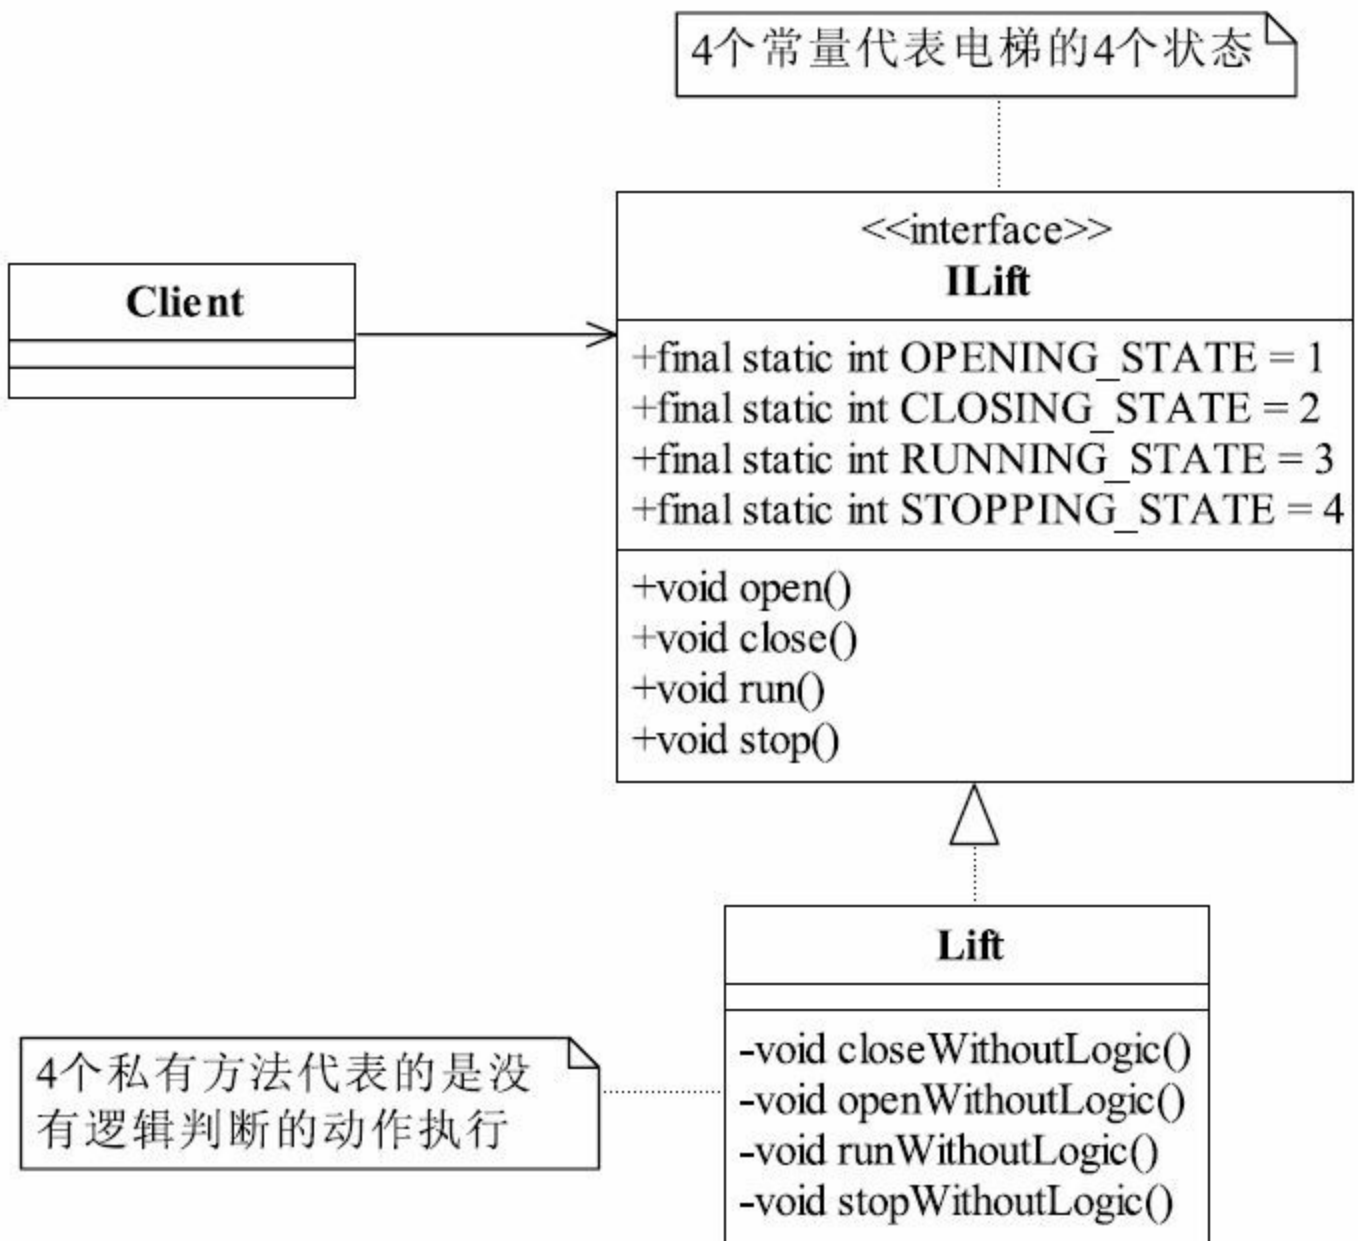 4个常量代表电梯的4个状态
<<interface>>
ILift
Client
+final static int OPENING_STATE = 1
+final static int CLOSING_STATE = 2
+final static int RUNNING_STATE = 3
+final static int STOPPING_STATE = 4
+void open()
+void close()
+void run()
+void stop()
Lift
4个私有方法代表的是没
有逻辑判断的动作执行
-void closeWithoutLogic()
-void openWithoutLogic()
-void runWithoutLogic()
-void stopWithoutLogic()